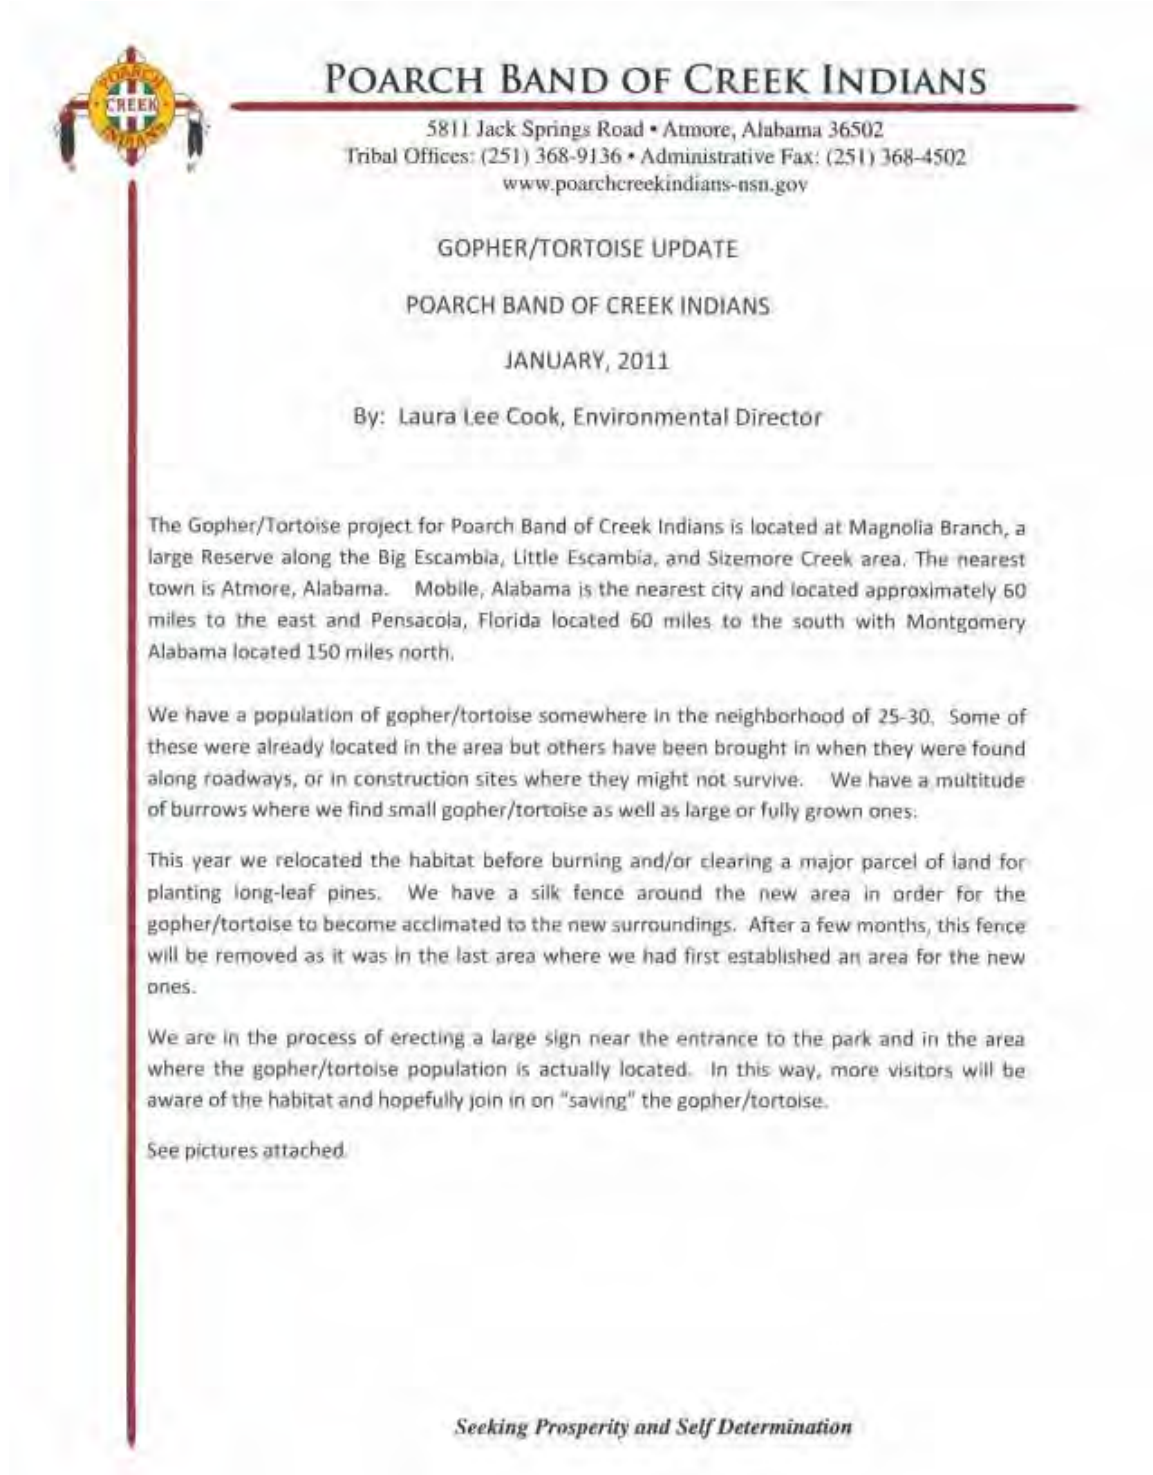 POARCH
CREEK
INDIANS
POARCH BAND OF CREEK INDIANS
5811 Jack Springs Road • Atmore, Alabama 36502
Tribal Offices: (251) 368-9136 • Administrative Fax: (251) 368-4502
www.poarchcreekindians-nsn.gov
GOPHER/TORTOISE UPDATE
POARCH BAND OF CREEK INDIANS
JANUARY, 2011
By: Laura Lee Cook, Environmental Director
The Gopher/Tortoise project for Poarch Band of Creek Indians is located at Magnolia Branch, a
large Reserve along the Big Escambia, Little Escambia, and Sizemore Creek area. The nearest
town is Atmore, Alabama. Mobile, Alabama is the nearest city and located approximately 60
miles to the east and Pensacola, Florida located 60 miles to the south with Montgomery
Alabama located 150 miles north.
We have a population of gopher/tortoise somewhere in the neighborhood of 25-30. Some of
these were already located in the area but others have been brought in when they were found
along roadways, or in construction sites where they might not survive. We have a multitude
of burrows where we find small gopher/tortoise as well as large or fully grown ones.
This year we relocated the habitat before burning and/or clearing a major parcel of land for
planting long-leaf pines. We have a silk fence around the new area in order for the
gopher/tortoise to become acclimated to the new surroundings. After a few months, this fence
will be removed as it was in the last area where we had first established an area for the new
ones.
We are in the process of erecting a large sign near the entrance to the park and in the area
where the gopher/tortoise population is actually located. In this way, more visitors will be
aware of the habitat and hopefully join in on "saving" the gopher/tortoise.
See pictures attached.
Seeking Prosperity and Self Determination